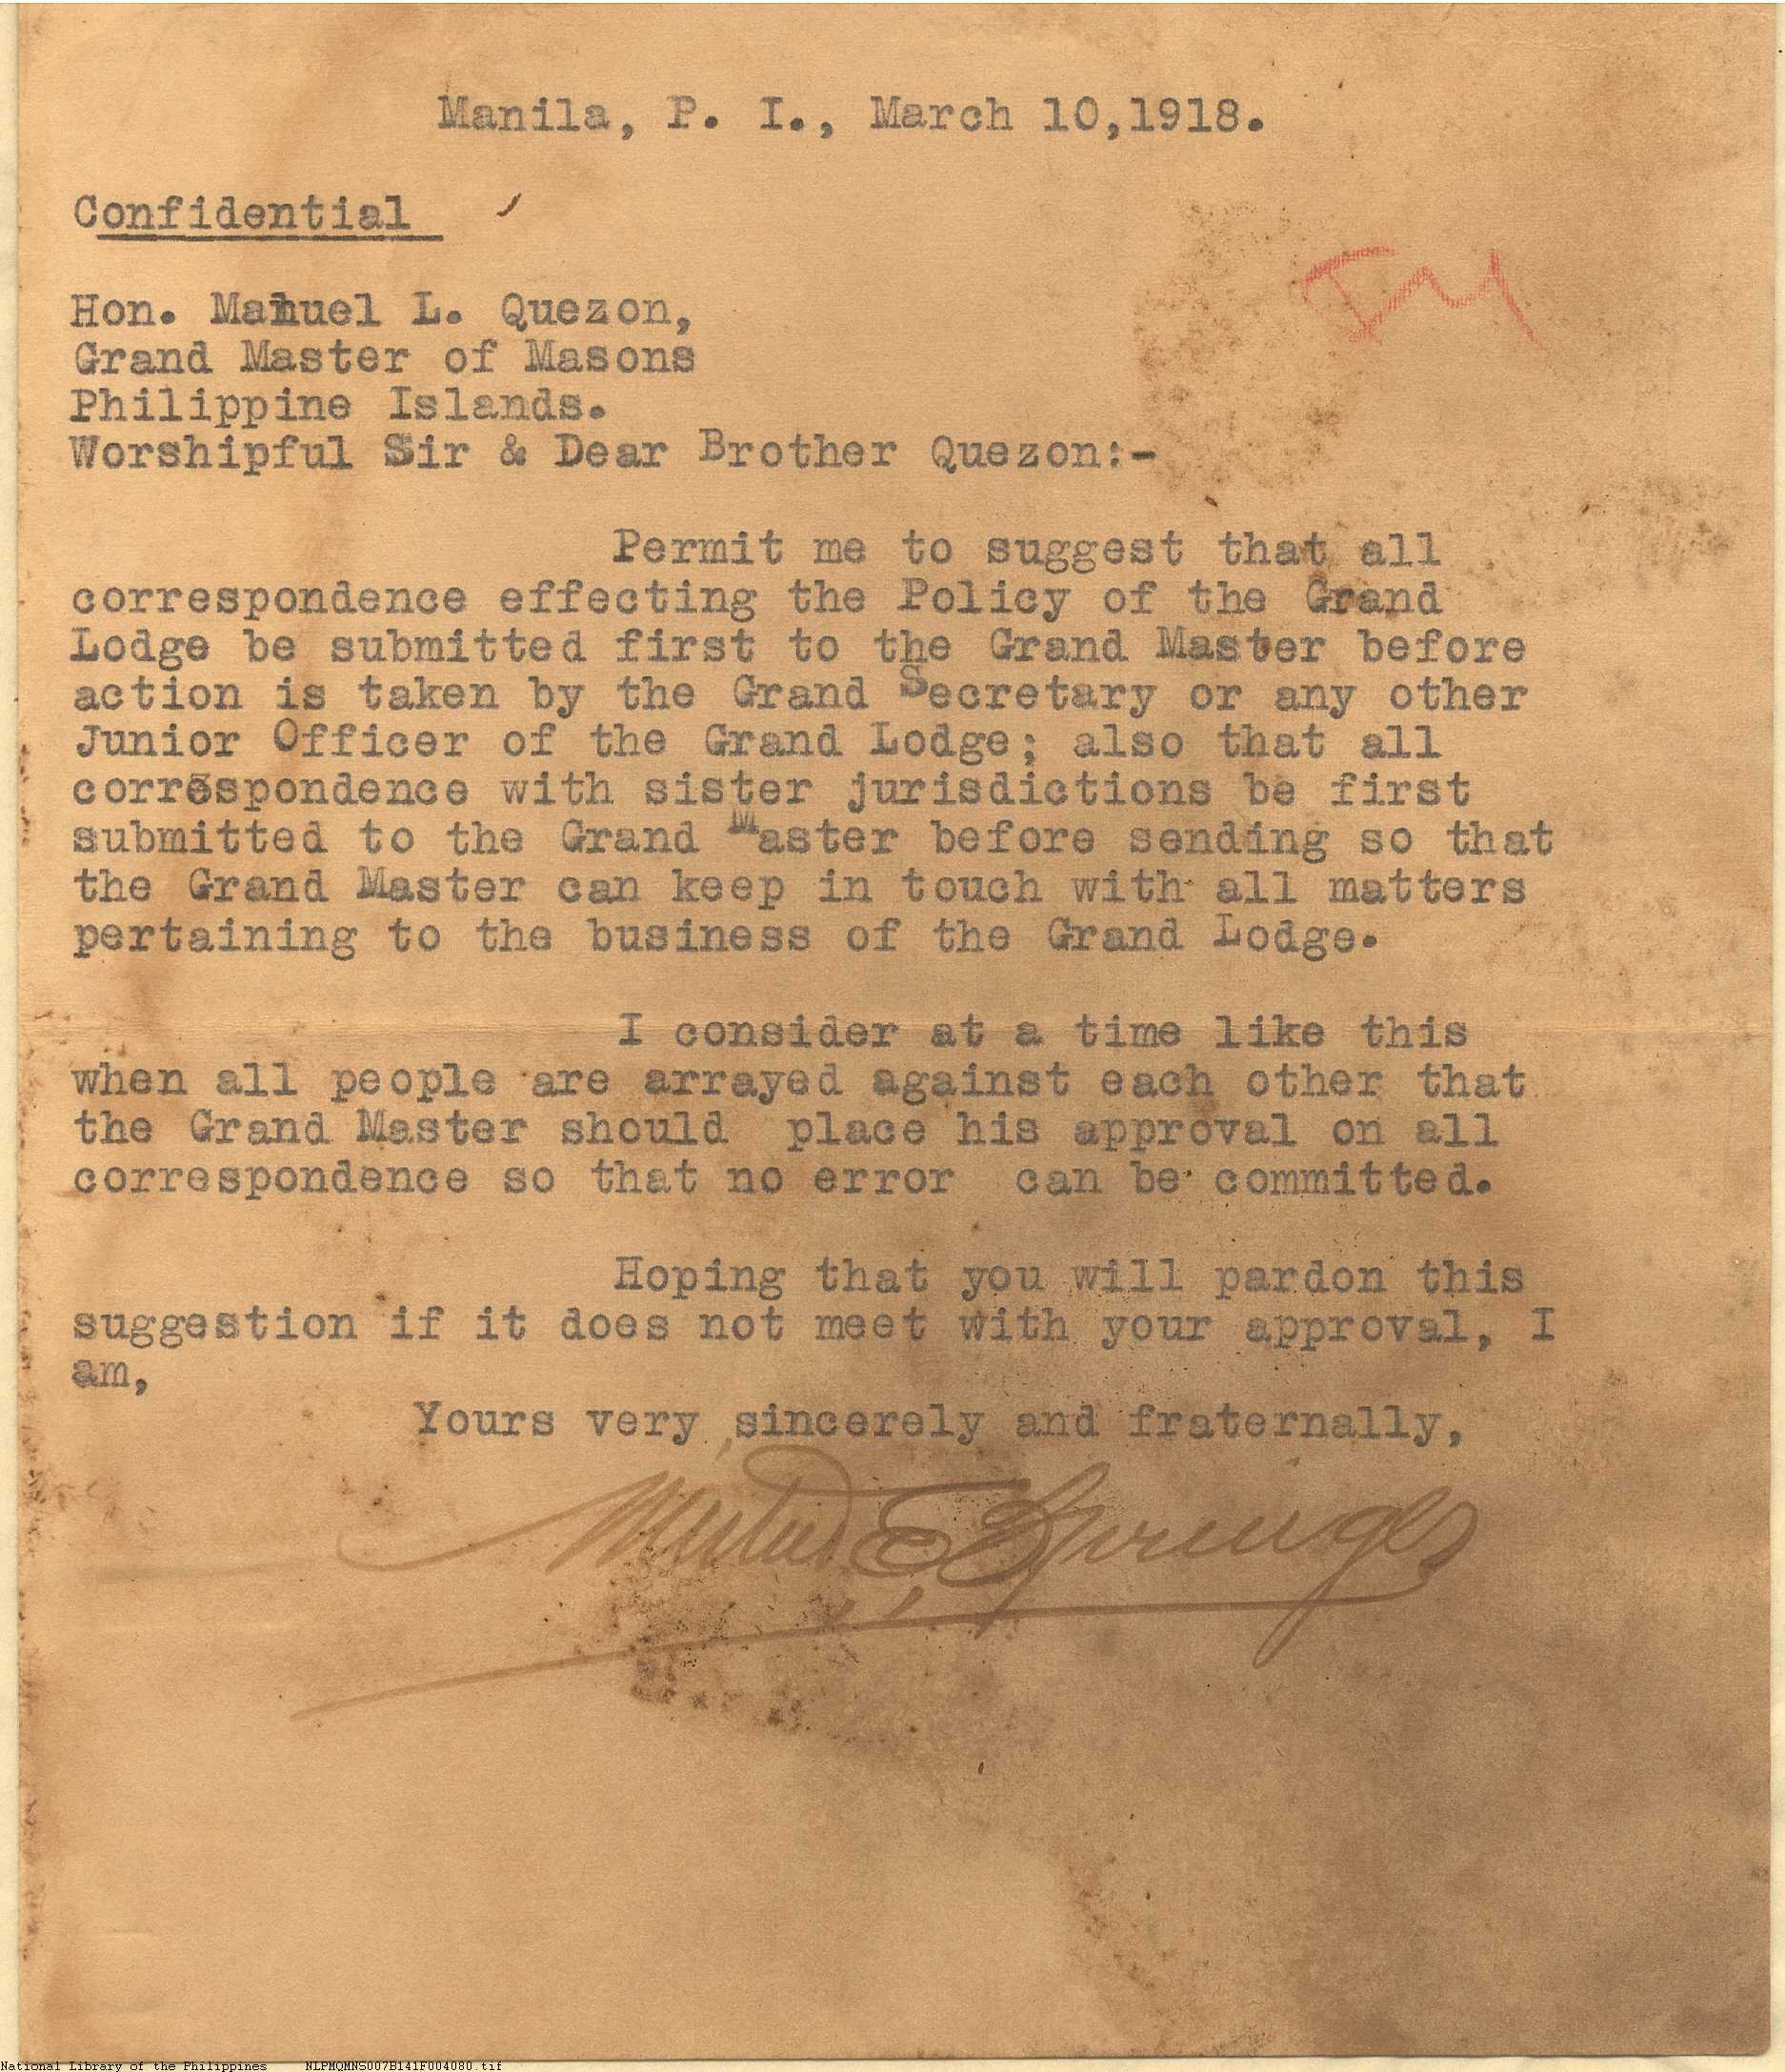 Manila, P. I., March 10,1918.
Confidential
Hon. Manuel L. Quezon,
Grand Master of Masons
Philippine Islands.
Worshipful Sir & Dear Brother Quezon:-
Permit me to suggest that all
correspondence effecting the Policy of the Grand
Lodge be submitted first to the Grand Master before
action is taken by the Grand Secretary or any other
Junior Officer of the Grand Lodge; also that all
correspondence with sister jurisdictions be first
submitted to the Grand Master before sending so that
the Grand Master can keep in touch with all matters
pertaining to the business of the Grand Lodge.
I consider at a time like this
when all people are arrayed against each other that
the Grand Master should place his approval on all
correspondence so that no error can be committed.
Hoping that you will pardon this
suggestion if it does not meet with your approval, I
am,
Yours very sincerely and fraternally,
E Springer
National Library of the Philippines NLPMQMNS007B141F004080.tif